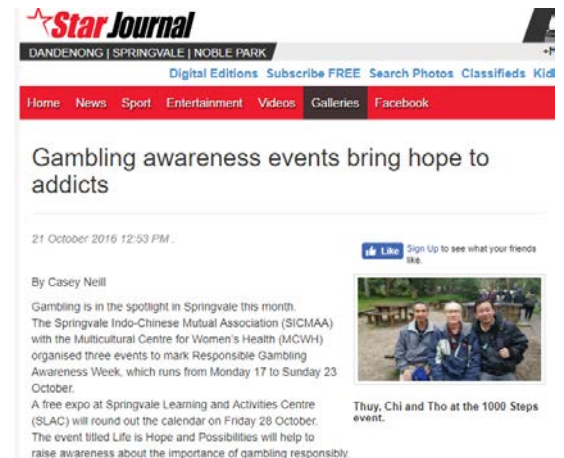 Star Journal
DANDENONG | SPRINGVALE | NOBLE PARK
Digital Editions Subscribe FREE Search Photos Classifieds
Home News Sport Entertainment Videos Galleries Facebook
Gambling awareness events bring hope to
addicts
21 October 2016 12:53 PM .
Like Sign Up to see what your friends
like.
By Casey Neill
Gambling is in the spotlight in Springvale this month.
The Springvale Indo-Chinese Mutual Association (SICMAA)
with the Multicultural Centre for Women's Health (MCWH)
organised three events to mark Responsible Gambling
Awareness Week, which runs from Monday 17 to Sunday 23
October.
A free expo at Springvale Learning and Activities Centre
(SLAC) will round out the calendar on Friday 28 October.
The event titled Life is Hope and Possibilities will help to
raise awareness about the importance of gambling responsibly.
Thuy, Chi and Tho at the 1000 Steps
event.